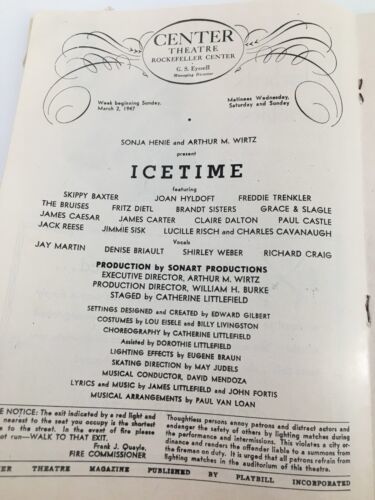 CENTER
THEATRE
ROCKEFELLER CENTER
G. S. Eyssell
Managing Director
Week beginning Sunday,
March 2, 1947
Matinees Wednesday,
Saturday and Sunday
SONJA HENIE and ARTHUR M. WIRTZ
present
ICETIME
featuring
SKIPPY BAXTER JOAN HYLDOFT FREDDIE TRENKLER
THE BRUISES FRITZ DIETL BRANDT SISTERS GRACE & SLAGLE
JAMES CAESAR JAMES CARTER CLAIRE DALTON PAUL CASTLE
JACK REESE JIMMIE SISK LUCILLE RISCH and CHARLES CAVANAUGH
Vocals
JAY MARTIN DENISE BRIAULT SHIRLEY WEBER RICHARD CRAIG
PRODUCTION by SONART PRODUCTIONS
EXECUTIVE DIRECTOR, ARTHUR M. WIRTZ
PRODUCTION DIRECTOR, WILLIAM H. BURKE
STAGED by CATHERINE LITTLEFIELD
SETTINGS DESIGNED and CREATED by EDWARD GILBERT
COSTUMES by LOU EISELE and BILLY LIVINGSTON
CHOREOGRAPHY by CATHERINE LITTLEFIELD
Assisted by DOROTHIE LITTLEFIELD
LIGHTING EFFECTS by EUGENE BRAUN
SKATING DIRECTION by MAY JUDELS
MUSICAL CONDUCTOR, DAVID MENDOZA
LYRICS and MUSIC by JAMES LITTLEFIELD and JOHN FORTIS
MUSICAL ARRANGEMENTS by PAUL VAN LOAN
E NOTICE: The exit indicated by a red light and
nearest to the seat you occupy is the shortest
e to the street. In the event of fire please
ot run—WALK TO THAT EXIT.
Frank J. Quayle,
FIRE COMMISSIONER
Thoughtless persons annoy patrons and distract actors and
endanger the safety of others by lighting matches during
the performance and intermissions. This violates a city or-
dinance and renders the offender liable to a summons from
the fireman on duty. It is urged that all patrons refrain from
lighting matches in the auditorium of this theatre.
TER THEATRE MAGAZINE PUBLISHED BY PLAYBILL INCORPORATED